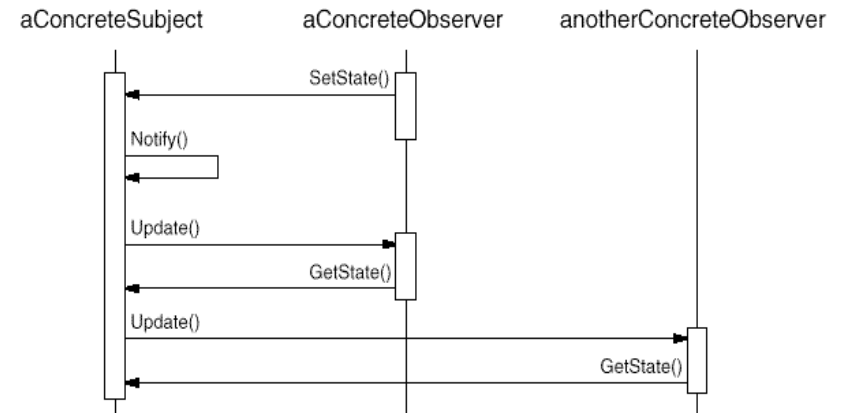 aConcreteSubject aConcreteObserver anotherConcreteObserver
SetState()
Notify()
Update()
GetState()
Update()
GetState()